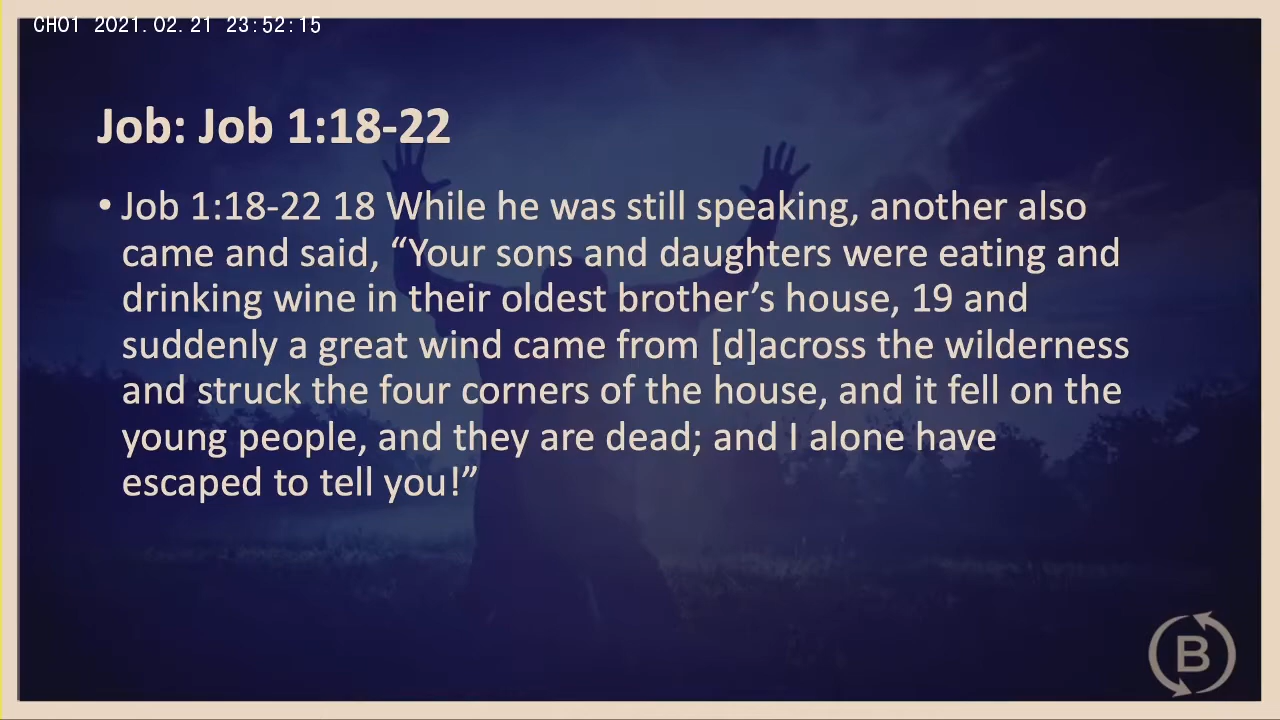 CH01 2021.02.21 23:52:15
Job: Job 1:18-22
• Job 1:18-22 18 While he was still speaking, another also
came and said, “Your sons and daughters were eating and
drinking wine in their oldest brother’s house, 19 and
suddenly a great wind came from [d]across the wilderness
and struck the four corners of the house, and it fell on the
young people, and they are dead; and I alone have
escaped to tell you!”
B